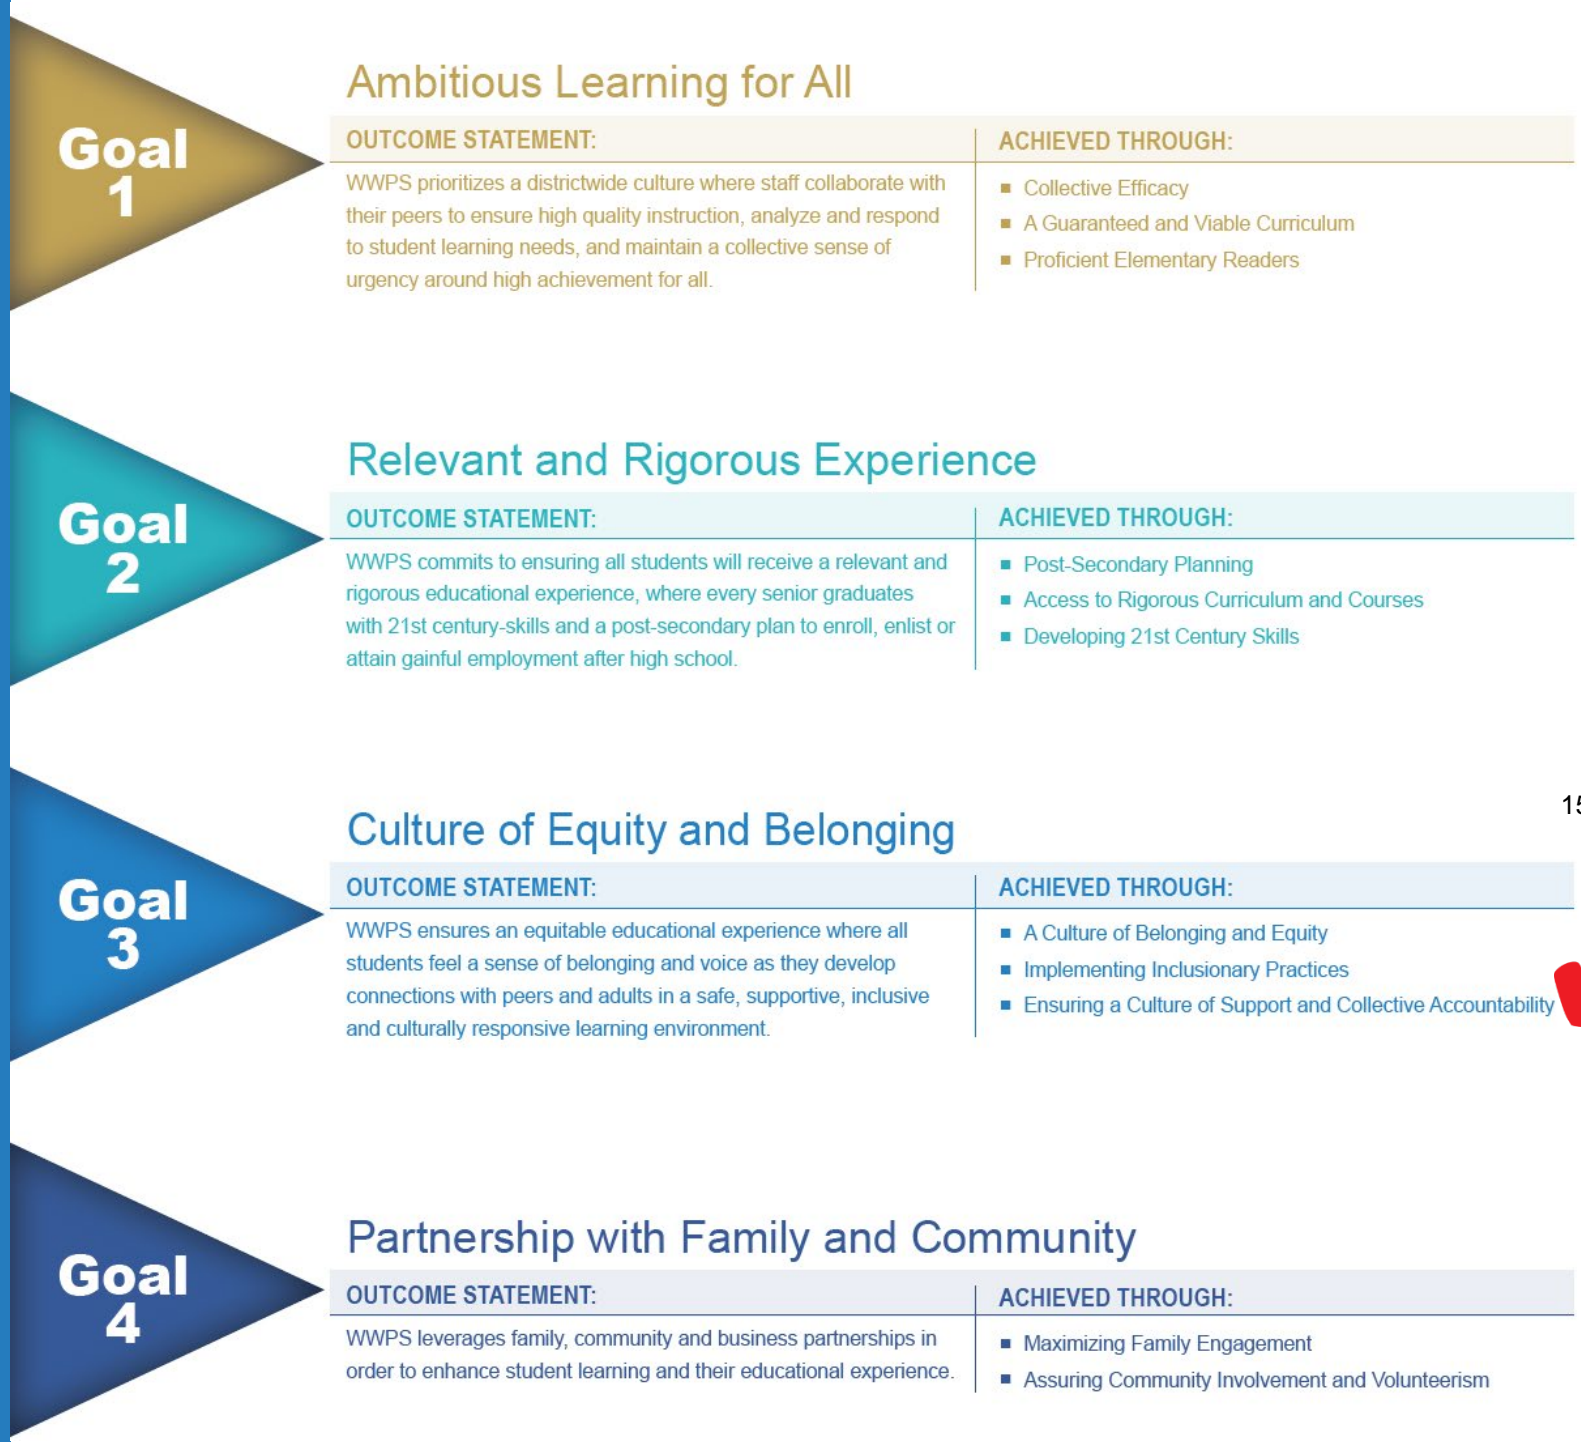 Goal
1
Ambitious Learning for All
OUTCOME STATEMENT:
WWPS prioritizes a districtwide culture where staff collaborate with
their peers to ensure high quality instruction, analyze and respond
to student learning needs, and maintain a collective sense of
urgency around high achievement for all.
ACHIEVED THROUGH:
■ Collective Efficacy
■ A Guaranteed and Viable Curriculum
■ Proficient Elementary Readers
Goal
2
Relevant and Rigorous Experience
OUTCOME STATEMENT:
WWPS commits to ensuring all students will receive a relevant and
rigorous educational experience, where every senior graduates
with 21st century-skills and a post-secondary plan to enroll, enlist or
attain gainful employment after high school.
ACHIEVED THROUGH:
■ Post-Secondary Planning
■ Access to Rigorous Curriculum and Courses
■ Developing 21st Century Skills
15
Goal
3
Culture of Equity and Belonging
OUTCOME STATEMENT:
WWPS ensures an equitable educational experience where all
students feel a sense of belonging and voice as they develop
connections with peers and adults in a safe, supportive, inclusive
and culturally responsive learning environment.
ACHIEVED THROUGH:
■ A Culture of Belonging and Equity
■ Implementing Inclusionary Practices
■ Ensuring a Culture of Support and Collective Accountability
Goal
4
Partnership with Family and Community
OUTCOME STATEMENT:
WWPS leverages family, community and business partnerships in
order to enhance student learning and their educational experience.
ACHIEVED THROUGH:
■ Maximizing Family Engagement
■ Assuring Community Involvement and Volunteerism